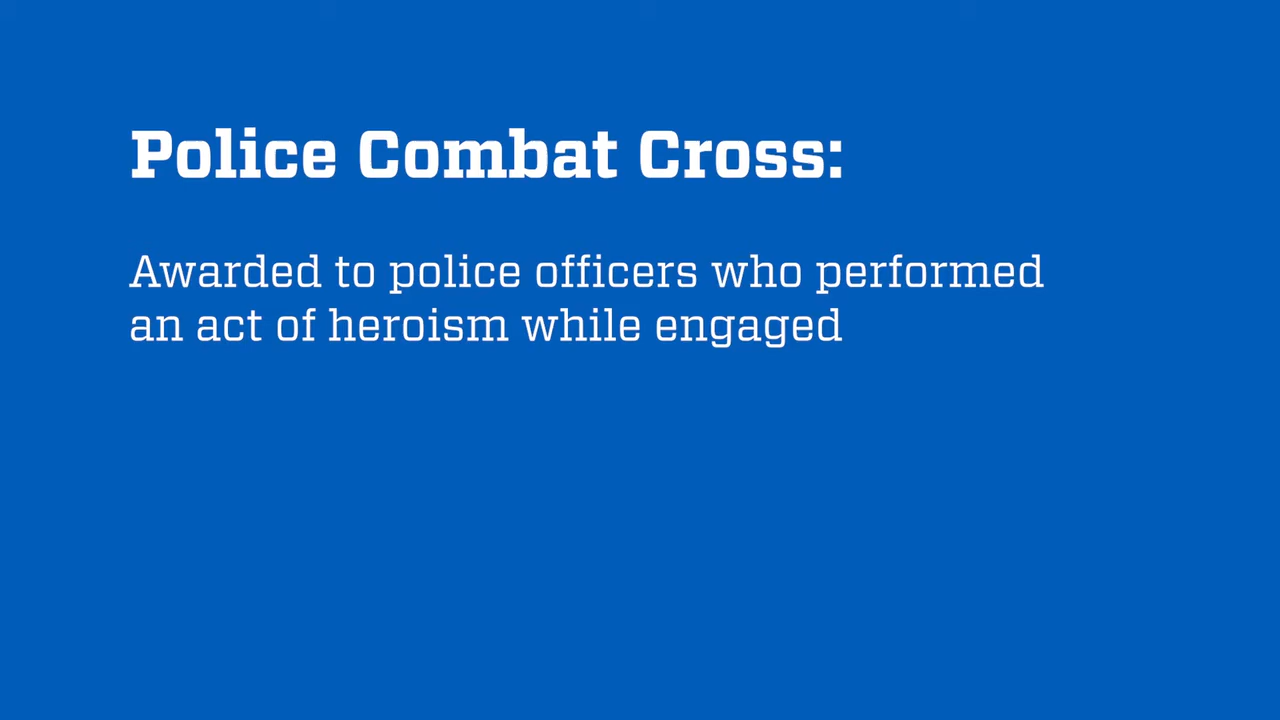 Police Combat Cross:
Awarded to police officers who performed
an act of heroism while engaged